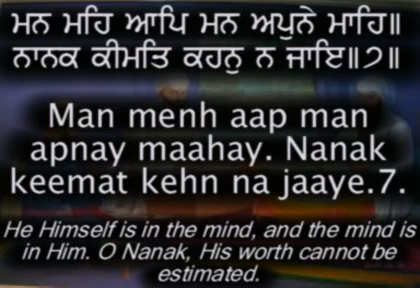 ਮਨ ਮਹਿ ਆਪਿ ਮਨ ਅਪੁਨੇ ਮਾਹਿ॥
ਨਾਨਕ ਕੀਮਤਿ ਕਹਨੁ ਨ ਜਾਇ॥੭॥
Man menh aap man
apnay maahay. Nanak
keemat kehn na jaaye.7.
He Himself is in the mind, and the mind is
in Him. O Nanak, His worth cannot be
estimated.